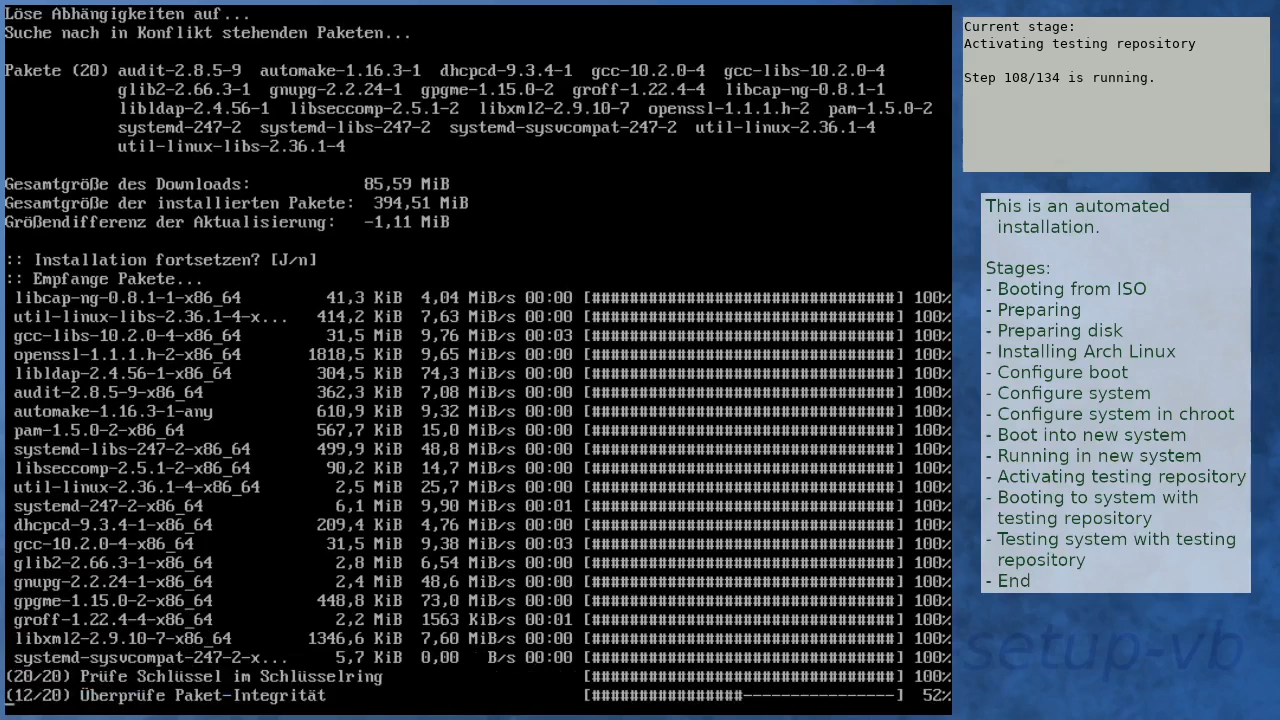 Löse Abhängigkeiten auf...
Suche nach in Konflikt stehenden Paketen...
Pakete (20) audit-2.8.5-9  automake-1.16.3-1  dhcpcd-9.3.4-1  gcc-10.2.0-4  gcc-libs-10.2.0-4
glib2-2.66.3-1  gnupg-2.2.24-1  gpgme-1.15.0-2  groff-1.22.4-4  libcap-ng-0.8.1-1
libldap-2.4.56-1  libseccomp-2.5.1-2  libxml2-2.9.10-7  openssl-1.1.1.h-2  pam-1.5.0-2
systemd-247-2  systemd-libs-247-2  systemd-sysvcompat-247-2  util-linux-2.36.1-4
util-linux-libs-2.36.1-4
Gesamtgröße des Downloads:            85,59 MiB
Gesamtgröße der installierten Pakete:  394,51 MiB
Größendifferenz der Aktualisierung:   -1,11 MiB
:: Installation fortsetzen? [J/n]
:: Empfange Pakete...
libcap-ng-0.8.1-1-x86_64 41,3 KiB 4,04 MiB/s 00:00 [################################] 100%
util-linux-libs-2.36.1-4-x... 414,2 KiB 7,63 MiB/s 00:00 [################################] 100%
gcc-libs-10.2.0-4-x86_64 31,5 MiB 9,76 MiB/s 00:03 [################################] 100%
openssl-1.1.1.h-2-x86_64 1818,5 KiB 9,65 MiB/s 00:00 [################################] 100%
libldap-2.4.56-1-x86_64 304,5 KiB 74,3 MiB/s 00:00 [################################] 100%
audit-2.8.5-9-x86_64 362,3 KiB 7,08 MiB/s 00:00 [################################] 100%
automake-1.16.3-1-any 610,9 KiB 9,32 MiB/s 00:00 [################################] 100%
pam-1.5.0-2-x86_64 567,7 KiB 15,0 MiB/s 00:00 [################################] 100%
systemd-libs-247-2-x86_64 499,9 KiB 48,8 MiB/s 00:00 [################################] 100%
libseccomp-2.5.1-2-x86_64 90,2 KiB 14,7 MiB/s 00:00 [################################] 100%
util-linux-2.36.1-4-x86_64 2,5 MiB 25,7 MiB/s 00:00 [################################] 100%
systemd-247-2-x86_64 6,1 MiB 9,90 MiB/s 00:01 [################################] 100%
dhcpcd-9.3.4-1-x86_64 209,4 KiB 4,76 MiB/s 00:00 [################################] 100%
gcc-10.2.0-4-x86_64 31,5 MiB 9,38 MiB/s 00:03 [################################] 100%
glib2-2.66.3-1-x86_64 2,8 MiB 6,54 MiB/s 00:00 [################################] 100%
gnupg-2.2.24-1-x86_64 2,4 MiB 48,6 MiB/s 00:00 [################################] 100%
gpgme-1.15.0-2-x86_64 448,8 KiB 73,0 MiB/s 00:00 [################################] 100%
groff-1.22.4-4-x86_64 2,2 MiB 1563 KiB/s 00:01 [################################] 100%
libxml2-2.9.10-7-x86_64 1346,6 KiB 7,60 MiB/s 00:00 [################################] 100%
systemd-sysvcompat-247-2-x... 5,7 KiB 0,00 B/s 00:00 [################################] 100%
(20/20) Prüfe Schlüssel im Schlüsselring [################################] 100%
(12/20) Überprüfe Paket-Integrität [################----------------] 52%
Current stage:
Activating testing repository
Step 108/134 is running.
This is an automated
installation.
Stages:
- Booting from ISO
- Preparing
- Preparing disk
- Installing Arch Linux
- Configure boot
- Configure system
- Configure system in chroot
- Boot into new system
- Running in new system
- Activating testing repository
- Booting to system with
testing repository
- Testing system with testing
repository
- End
setup-vb